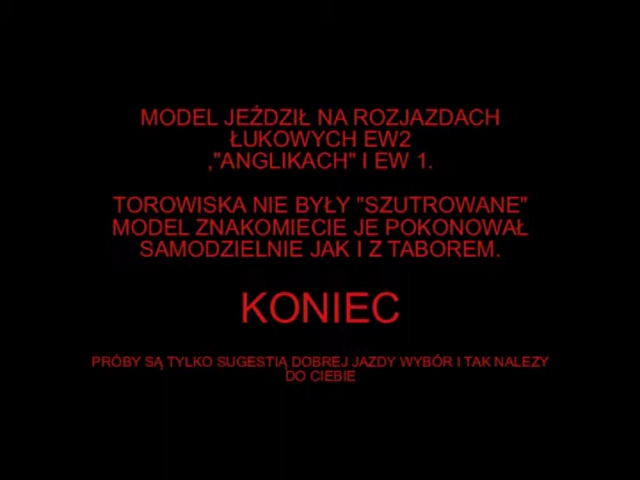 MODEL JEŹDZIŁ NA ROZJAZDACH
ŁUKOWYCH EW2
,"ANGLIKACH" I EW 1.
TOROWISKA NIE BYŁY "SZUTROWANE"
MODEL ZNAKOMIECIE JE POKONOWAŁ
SAMODZIELNIE JAK I Z TABOREM.
KONIEC
PRÓBY SĄ TYLKO SUGESTIĄ DOBREJ JAZDY WYBÓR I TAK NALEZY
DO CIEBIE